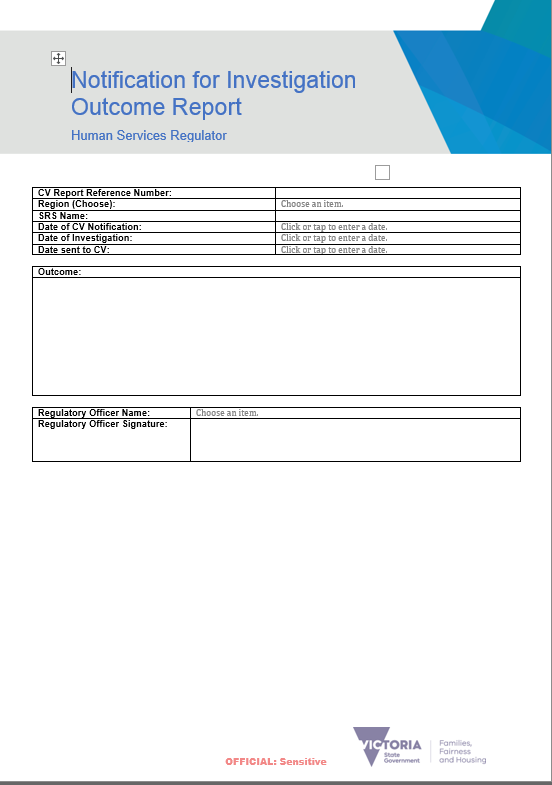 Notification for Investigation
Outcome Report
Human Services Regulator
CV Report Reference Number:
Region (Choose): Choose an item.
SRS Name:
Date of CV Notification: Click or tap to enter a date.
Date of Investigation: Click or tap to enter a date.
Date sent to CV: Click or tap to enter a date.
Outcome:
Regulatory Officer Name: Choose an item.
Regulatory Officer Signature:
OFFICIAL: Sensitive
VICTORIA
State
Government
Families,
Fairness
and Housing